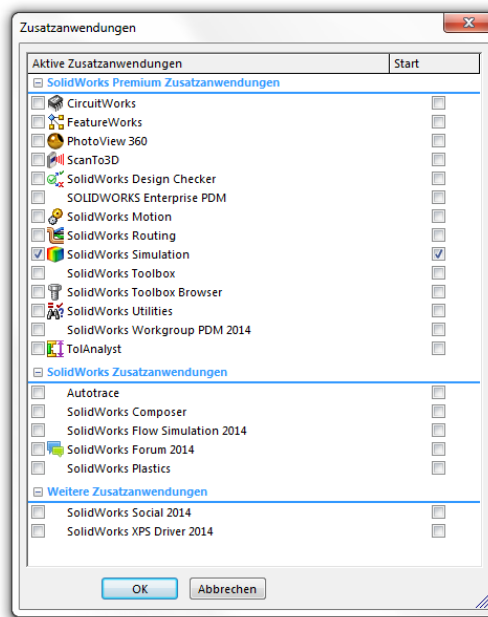 Zusatzanwendungen
Aktive Zusatzanwendungen Start
SolidWorks Premium Zusatzanwendungen
CircuitWorks
FeatureWorks
PhotoView 360
ScanTo3D
SolidWorks Design Checker
SOLIDWORKS Enterprise PDM
SolidWorks Motion
SolidWorks Routing
SolidWorks Simulation
SolidWorks Toolbox
SolidWorks Toolbox Browser
SolidWorks Utilities
SolidWorks Workgroup PDM 2014
TolAnalyst
SolidWorks Zusatzanwendungen
Autotrace
SolidWorks Composer
SolidWorks Flow Simulation 2014
SolidWorks Forum 2014
SolidWorks Plastics
Weitere Zusatzanwendungen
SolidWorks Social 2014
SolidWorks XPS Driver 2014
OK Abbrechen